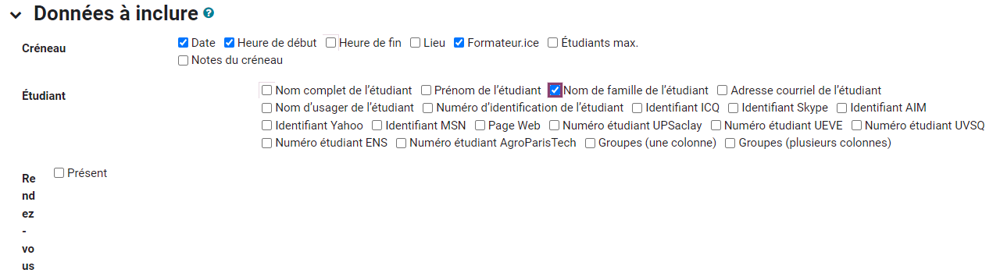 Données à inclure ?
Créneau
Date Heure de début Heure de fin Lieu Formateur.ice Étudiants max.
Notes du créneau
Étudiant
Nom complet de l'étudiant Prénom de l'étudiant Nom de famille de l'étudiant Adresse courriel de l'étudiant
Nom d'usager de l'étudiant Numéro d'identification de l'étudiant Identifiant ICQ Identifiant Skype Identifiant AIM
Identifiant Yahoo Identifiant MSN Page Web Numéro étudiant UPSaclay Numéro étudiant UEVE Numéro étudiant UVSQ
Numéro étudiant ENS Numéro étudiant AgroParisTech Groupes (une colonne) Groupes (plusieurs colonnes)
Re
nd
ez
-
vo
us
Présent